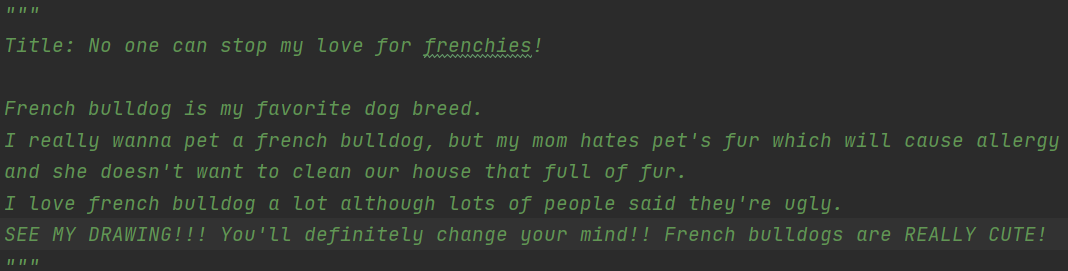 """
Title: No one can stop my love for frenchies!
French bulldog is my favorite dog breed.
I really wanna pet a french bulldog, but my mom hates pet's fur which will cause allergy
and she doesn't want to clean our house that full of fur.
I love french bulldog a lot although lots of people said they're ugly.
SEE MY DRAWING!!! You'll definitely change your mind!! French bulldogs are REALLY CUTE!
"""